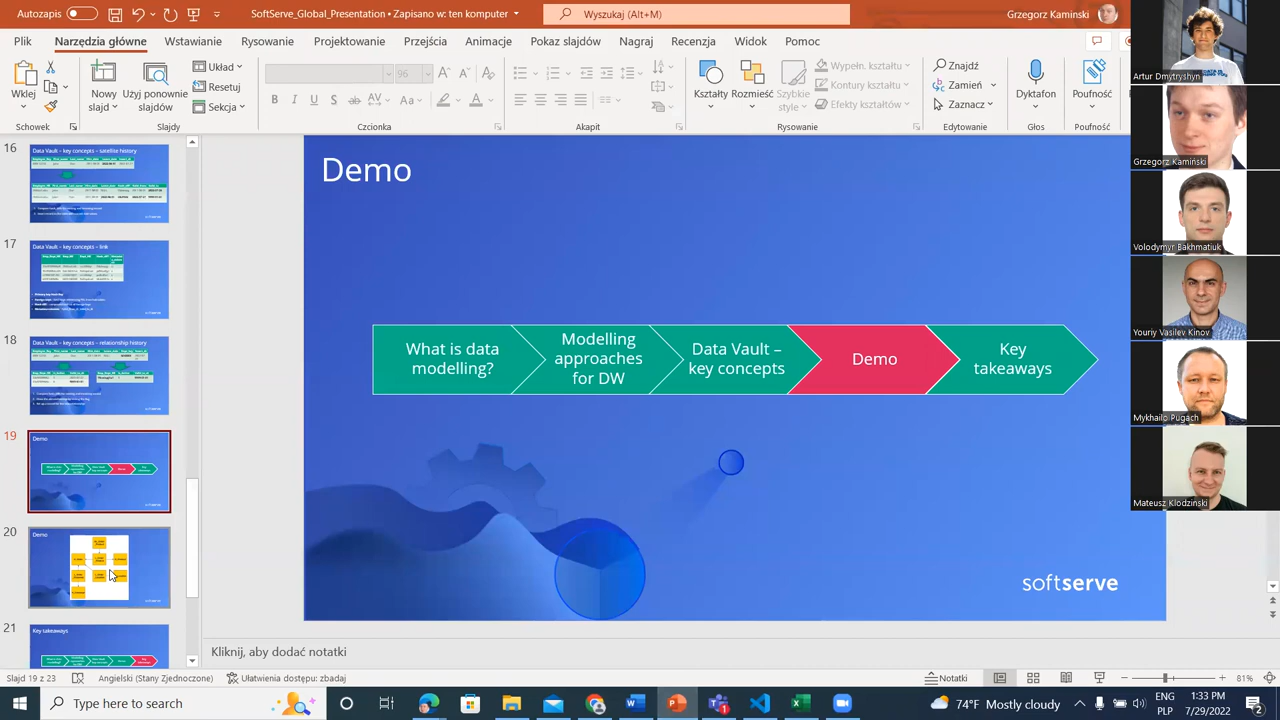 Autozapis
SoftServe_Global_Presentation • Zapisano w: ten komputer
Wyszukaj (Alt+M)
Grzegorz Kaminski
Plik
Narzędzia główne
Wstawianie
Rysowanie
Projektowanie
Przejścia
Animacje
Pokaz slajdów
Nagraj
Recenzja
Widok
Pomoc
Wklej
Nowy slajd
Użyj ponownie slajdów
Układ
Resetuj
Sekcja
Aa
Kształty
Rozmieść
Szybkie style
Wypełn. kształtu
Kontury kształtu
Efekty kształtów
Znajdź
Zamień
Zaznacz
Dyktafon
Poufność
Schowek
Slajdy
Czcionka
Akapit
Rysowanie
Edytowanie
Głos
Poufność
16
Data Vault – key concepts – satellite history
17
Data Vault – key concepts – link
18
Data Vault – key concepts – relationship history
19
Demo
20
Demo
21
Key takeaways
Demo
What is data modelling?
Modelling approaches for DW
Data Vault – key concepts
Demo
Key takeaways
softserve
Kliknij, aby dodać notat
Artur Dmytryshyn
Grzegorz Kamiński
Volodymyr Bakhmatiuk
Youriy Vasilev Kinov
Mykhailo Pugach
Mateusz Klodziński
Slajd 19 z 23
Angielski (Stany Zjednoczone)
Ułatwienia dostępu: zbadaj
Notatki
81%
Type here to search
74°F Mostly cloudy
ENG
PLP
1:33 PM
7/29/2022
2